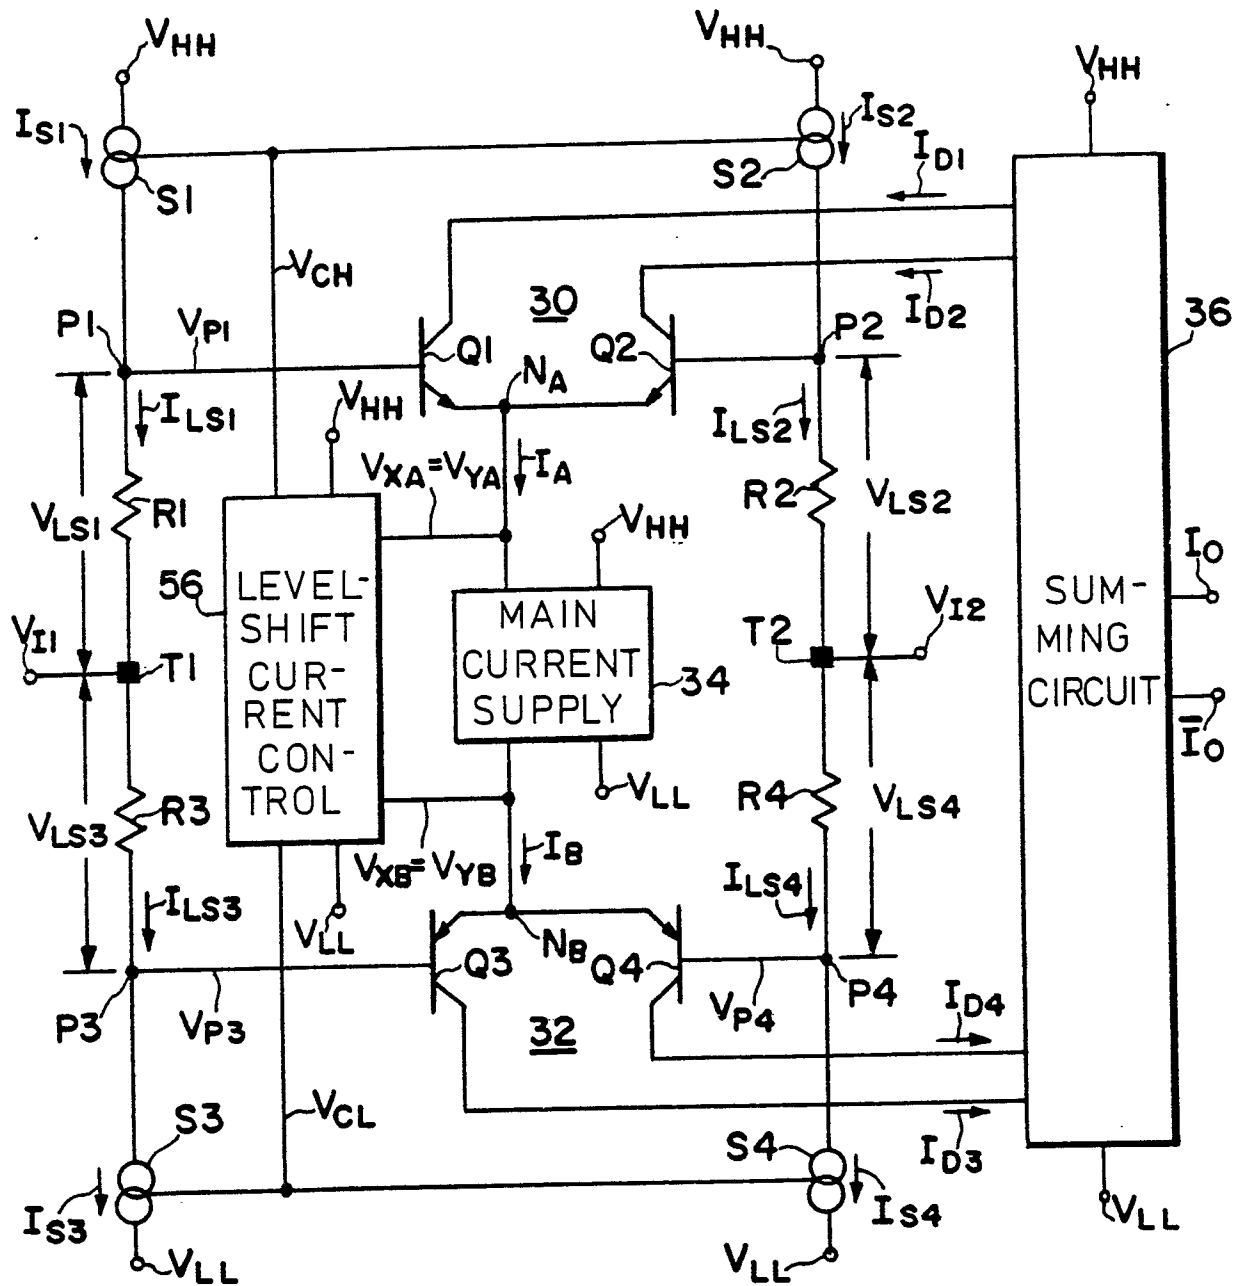 VHH
VHH
VHH
IS1
S1
S2
IS2
ID1
VCH
ID2
30
36
P1
VP1
Q1
Q2
P2
NA
ILS1
VHH
ILS2
VXA=VYA
IA
VLS1
R1
R2
VLS2
VHH
IO
56
LEVEL-
SHIFT
CUR-
RENT
CON-
TROL
MAIN
CURRENT
SUPPLY
34
SUM-
MING
CIRCUIT
VI1
T1
T2
VI2
I̅O
VLL
R3
R4
VLS3
VLS4
VXB=VYB
IB
ILS3
ILS4
VLL
NB
Q3
Q4
P3
VP3
VP4
P4
ID4
32
VCL
ID3
S3
S4
IS3
IS4
VLL
VLL
VLL